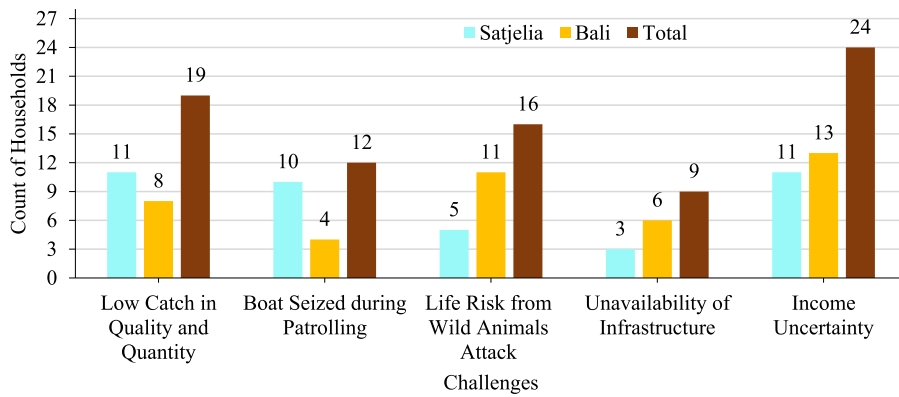 27
24
21
18
15
12
9
6
3
0
Count of Households
Satjelia Bali Total
11 8 19
10 4 12
5 11 16
3 6 9
11 13 24
Low Catch in
Quality and
Quantity
Boat Seized during
Patrolling
Life Risk from
Wild Animals
Attack
Unavailability of
Infrastructure
Income
Uncertainty
Challenges